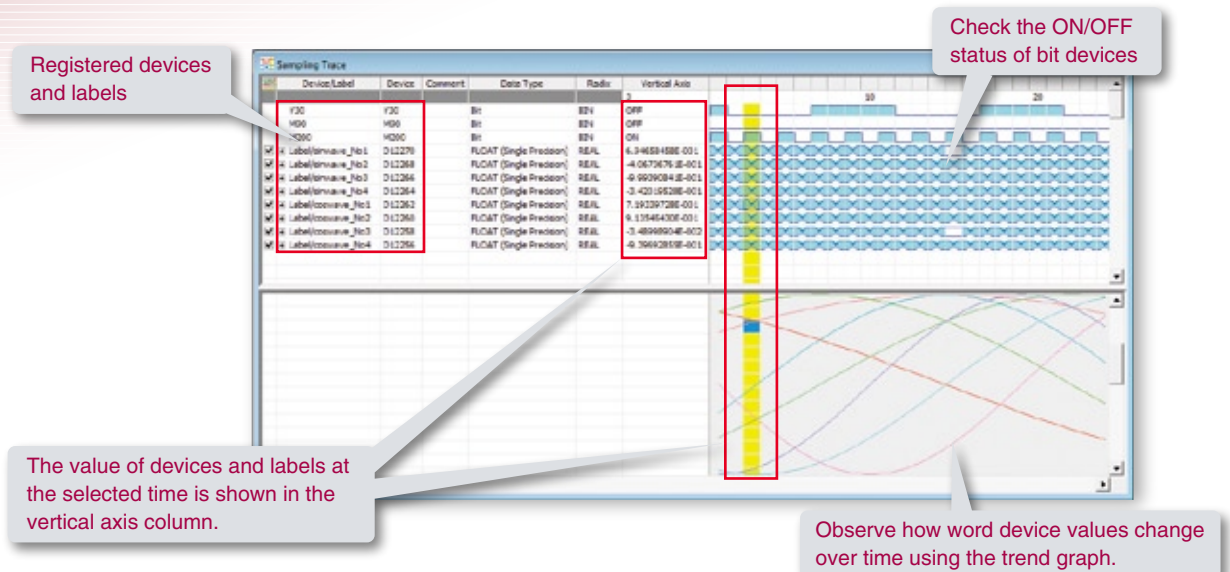 Registered devices
and labels
Check the ON/OFF
status of bit devices
Sampling Trace
Device/Label Device Comment Data Type Radix Vertical Axis
3 10 20
Y30 Y30 Bit BIN OFF
M90 M90 Bit BIN OFF
M200 M200 Bit BIN ON
Label/sinwave_No1 D12270 FLOAT (Single Precision) REAL
Label/sinwave_No2 D12268 FLOAT (Single Precision) REAL
Label/sinwave_No3 D12266 FLOAT (Single Precision) REAL
Label/sinwave_No4 D12264 FLOAT (Single Precision) REAL
Label/coswave_No1 D12262 FLOAT (Single Precision) REAL
Label/coswave_No2 D12260 FLOAT (Single Precision) REAL
Label/coswave_No3 D12258 FLOAT (Single Precision) REAL
Label/coswave_No4 D12256 FLOAT (Single Precision) REAL
The value of devices and labels at
the selected time is shown in the
vertical axis column.
Observe how word device values change
over time using the trend graph.